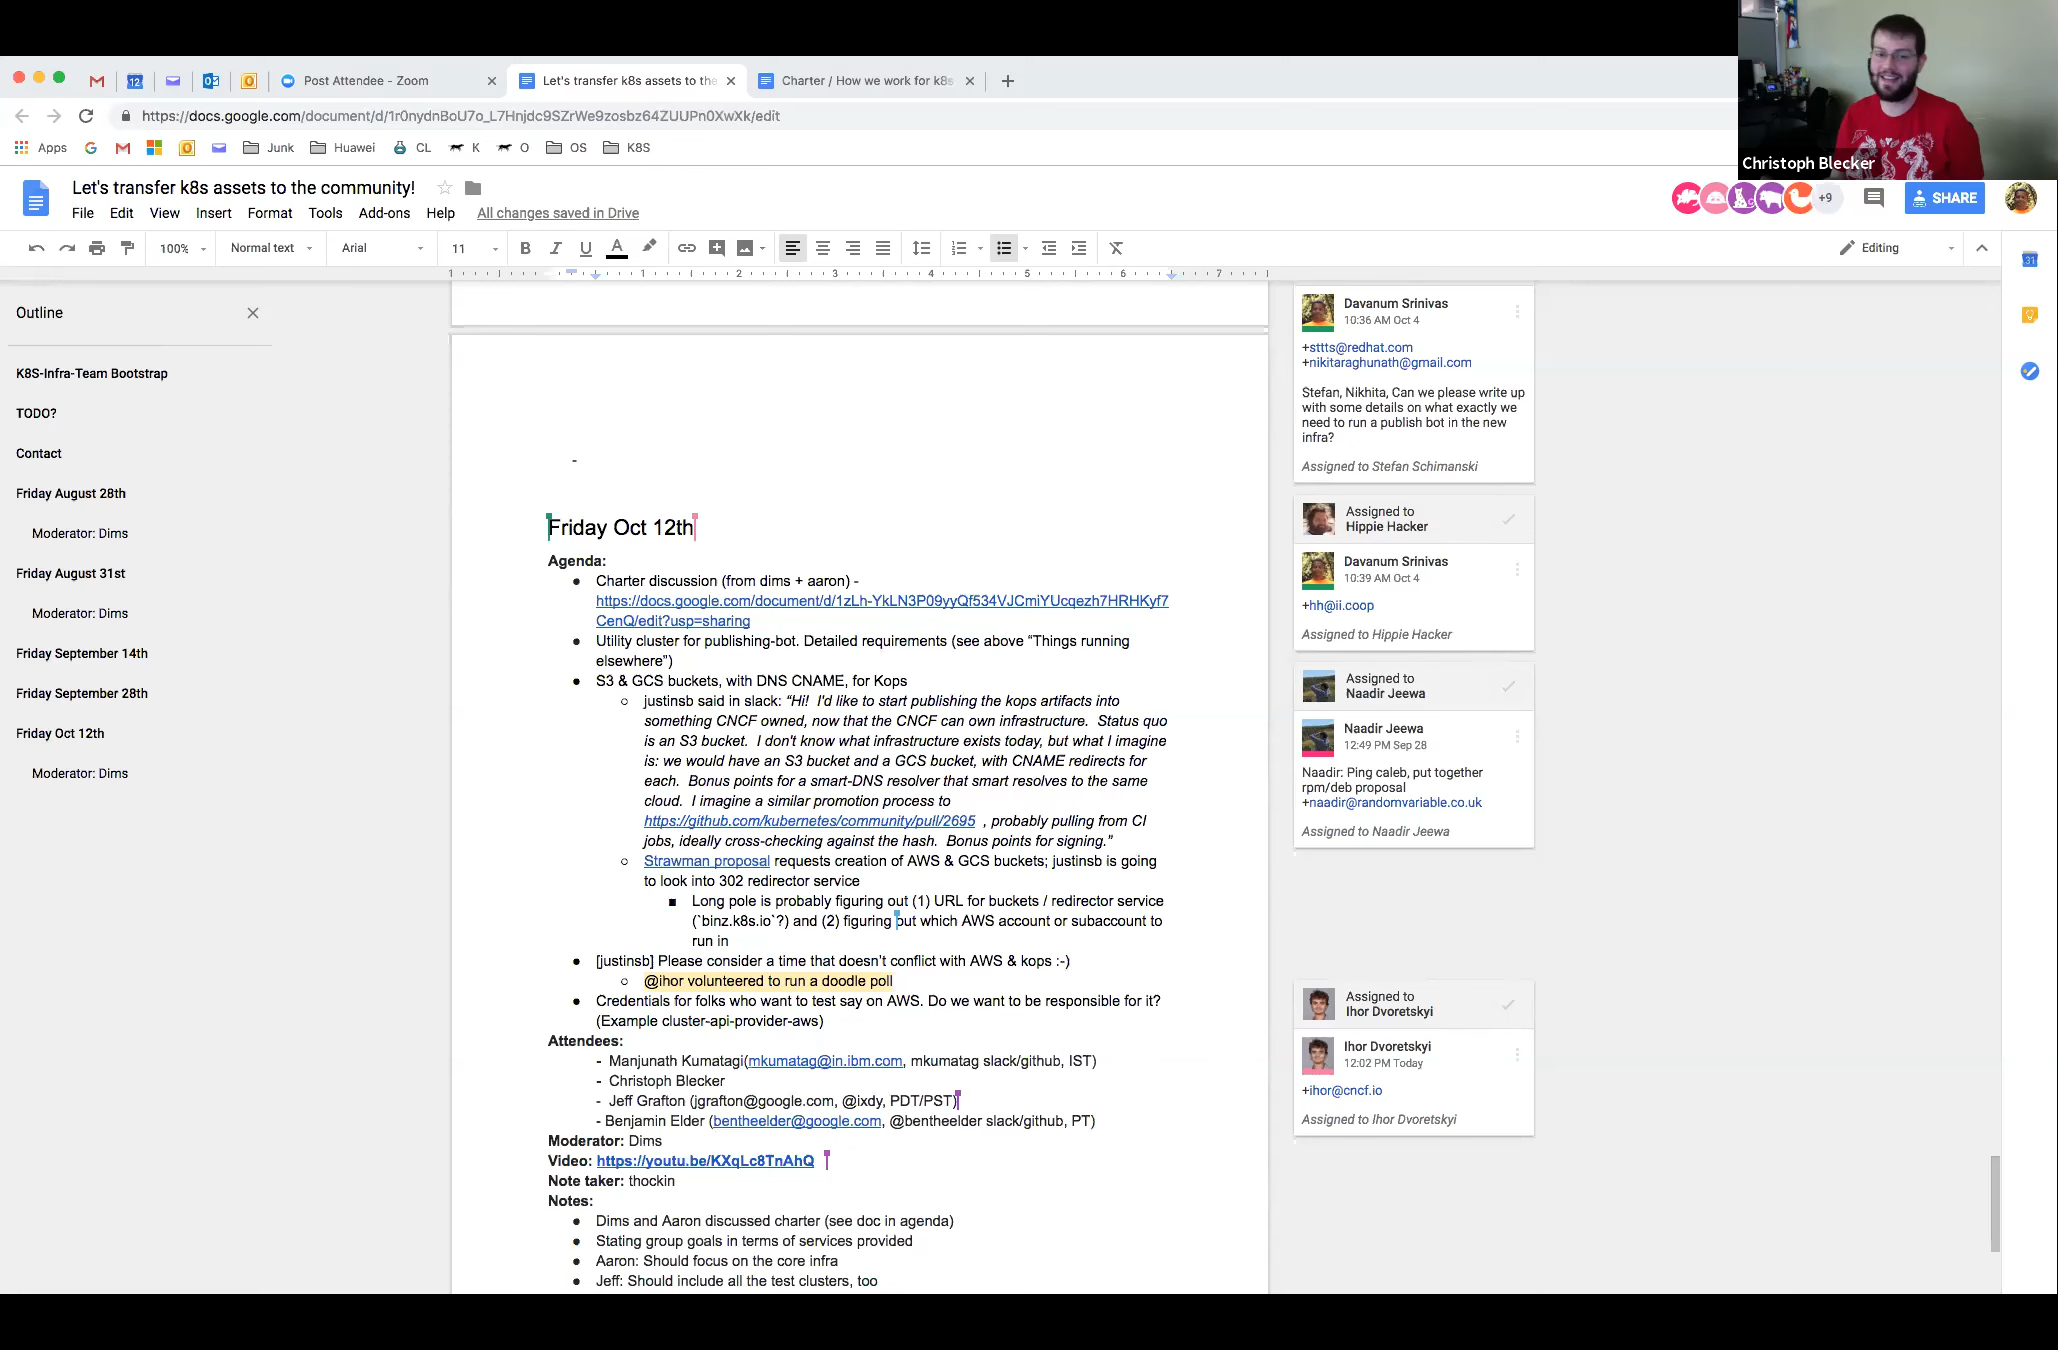 Christoph Blecker
12
Post Attendee - Zoom
Let's transfer k8s assets to the
Charter / How we work for k8s
https://docs.google.com/document/d/1r0nydnBoU7o_L7Hnjdc9SZrWe9zosbz64ZUUPn0XwXk/edit
Apps
Junk
Huawei
CL
K
O
OS
K8S
Let's transfer k8s assets to the community!
File Edit View Insert Format Tools Add-ons Help All changes saved in Drive
+9
SHARE
100% Normal text Arial 11 B I U A Editing
1 1 2 3 4 5 6 7
31
Outline
K8S-Infra-Team Bootstrap
TODO?
Contact
Friday August 28th
Moderator: Dims
Friday August 31st
Moderator: Dims
Friday September 14th
Friday September 28th
Friday Oct 12th
Moderator: Dims
-
Friday Oct 12th
Agenda:
● Charter discussion (from dims + aaron) -
https://docs.google.com/document/d/1zLh-YkLN3P09yyQf534VJCmiYUcqezh7HRHKyf7
CenQ/edit?usp=sharing
● Utility cluster for publishing-bot. Detailed requirements (see above “Things running
elsewhere”)
● S3 & GCS buckets, with DNS CNAME, for Kops
○ justinsb said in slack: “Hi! I'd like to start publishing the kops artifacts into
something CNCF owned, now that the CNCF can own infrastructure. Status quo
is an S3 bucket. I don't know what infrastructure exists today, but what I imagine
is: we would have an S3 bucket and a GCS bucket, with CNAME redirects for
each. Bonus points for a smart-DNS resolver that smart resolves to the same
cloud. I imagine a similar promotion process to
https://github.com/kubernetes/community/pull/2695 , probably pulling from CI
jobs, ideally cross-checking against the hash. Bonus points for signing.”
○ Strawman proposal requests creation of AWS & GCS buckets; justinsb is going
to look into 302 redirector service
■ Long pole is probably figuring out (1) URL for buckets / redirector service
(`binz.k8s.io`?) and (2) figuring out which AWS account or subaccount to
run in
● [justinsb] Please consider a time that doesn’t conflict with AWS & kops :-)
○ @ihor volunteered to run a doodle poll
● Credentials for folks who want to test say on AWS. Do we want to be responsible for it?
(Example cluster-api-provider-aws)
Attendees:
- Manjunath Kumatagi(mkumatag@in.ibm.com, mkumatag slack/github, IST)
- Christoph Blecker
- Jeff Grafton (jgrafton@google.com, @ixdy, PDT/PST)
- Benjamin Elder (bentheelder@google.com, @bentheelder slack/github, PT)
Moderator: Dims
Video: https://youtu.be/KXqLc8TnAhQ
Note taker: thockin
Notes:
● Dims and Aaron discussed charter (see doc in agenda)
● Stating group goals in terms of services provided
● Aaron: Should focus on the core infra
● Jeff: Should include all the test clusters, too
Davanum Srinivas
10:36 AM Oct 4
+sttts@redhat.com
+nikitaraghunath@gmail.com
Stefan, Nikhita, Can we please write up
with some details on what exactly we
need to run a publish bot in the new
infra?
Assigned to Stefan Schimanski
Assigned to
Hippie Hacker
Davanum Srinivas
10:39 AM Oct 4
+hh@ii.coop
Assigned to Hippie Hacker
Assigned to
Naadir Jeewa
Naadir Jeewa
12:49 PM Sep 28
Naadir: Ping caleb, put together
rpm/deb proposal
+naadir@randomvariable.co.uk
Assigned to Naadir Jeewa
Assigned to
Ihor Dvoretskyi
Ihor Dvoretskyi
12:02 PM Today
+ihor@cncf.io
Assigned to Ihor Dvoretskyi